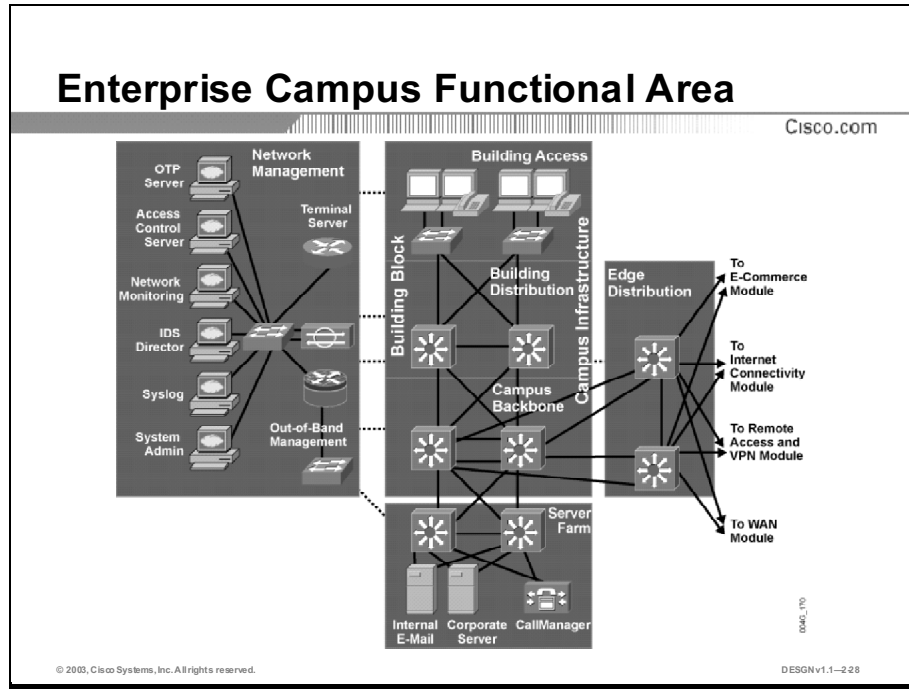 Enterprise Campus Functional Area
Cisco.com
Network
Management
OTP
Server
Access
Control
Server
Network
Monitoring
IDS
Director
Syslog
System
Admin
Terminal
Server
Out-of-Band
Management
Building Access
Building Block
Building
Distribution
Campus Infrastructure
Campus
Backbone
Edge
Distribution
Server
Farm
Internal
E-Mail
Corporate
Server
CallManager
To
E-Commerce
Module
To
Internet
Connectivity
Module
To Remote
Access and
VPN Module
To WAN
Module
004G_170
© 2003, Cisco Systems, Inc. All rights reserved.
DESGN v1.1—2-28